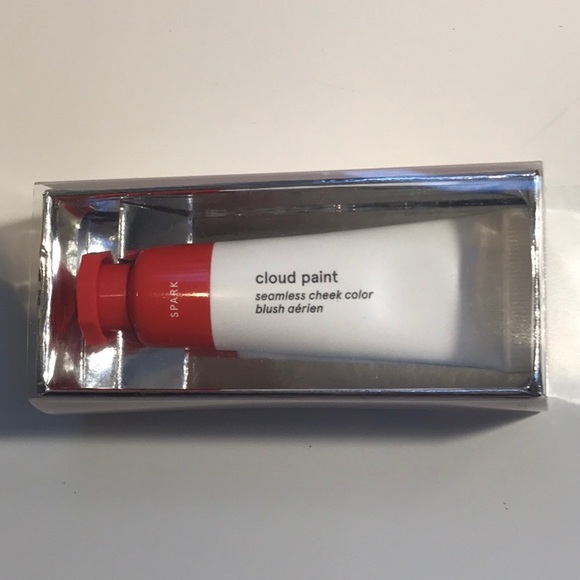 SPARK
cloud paint
seamless cheek color
blush aérien